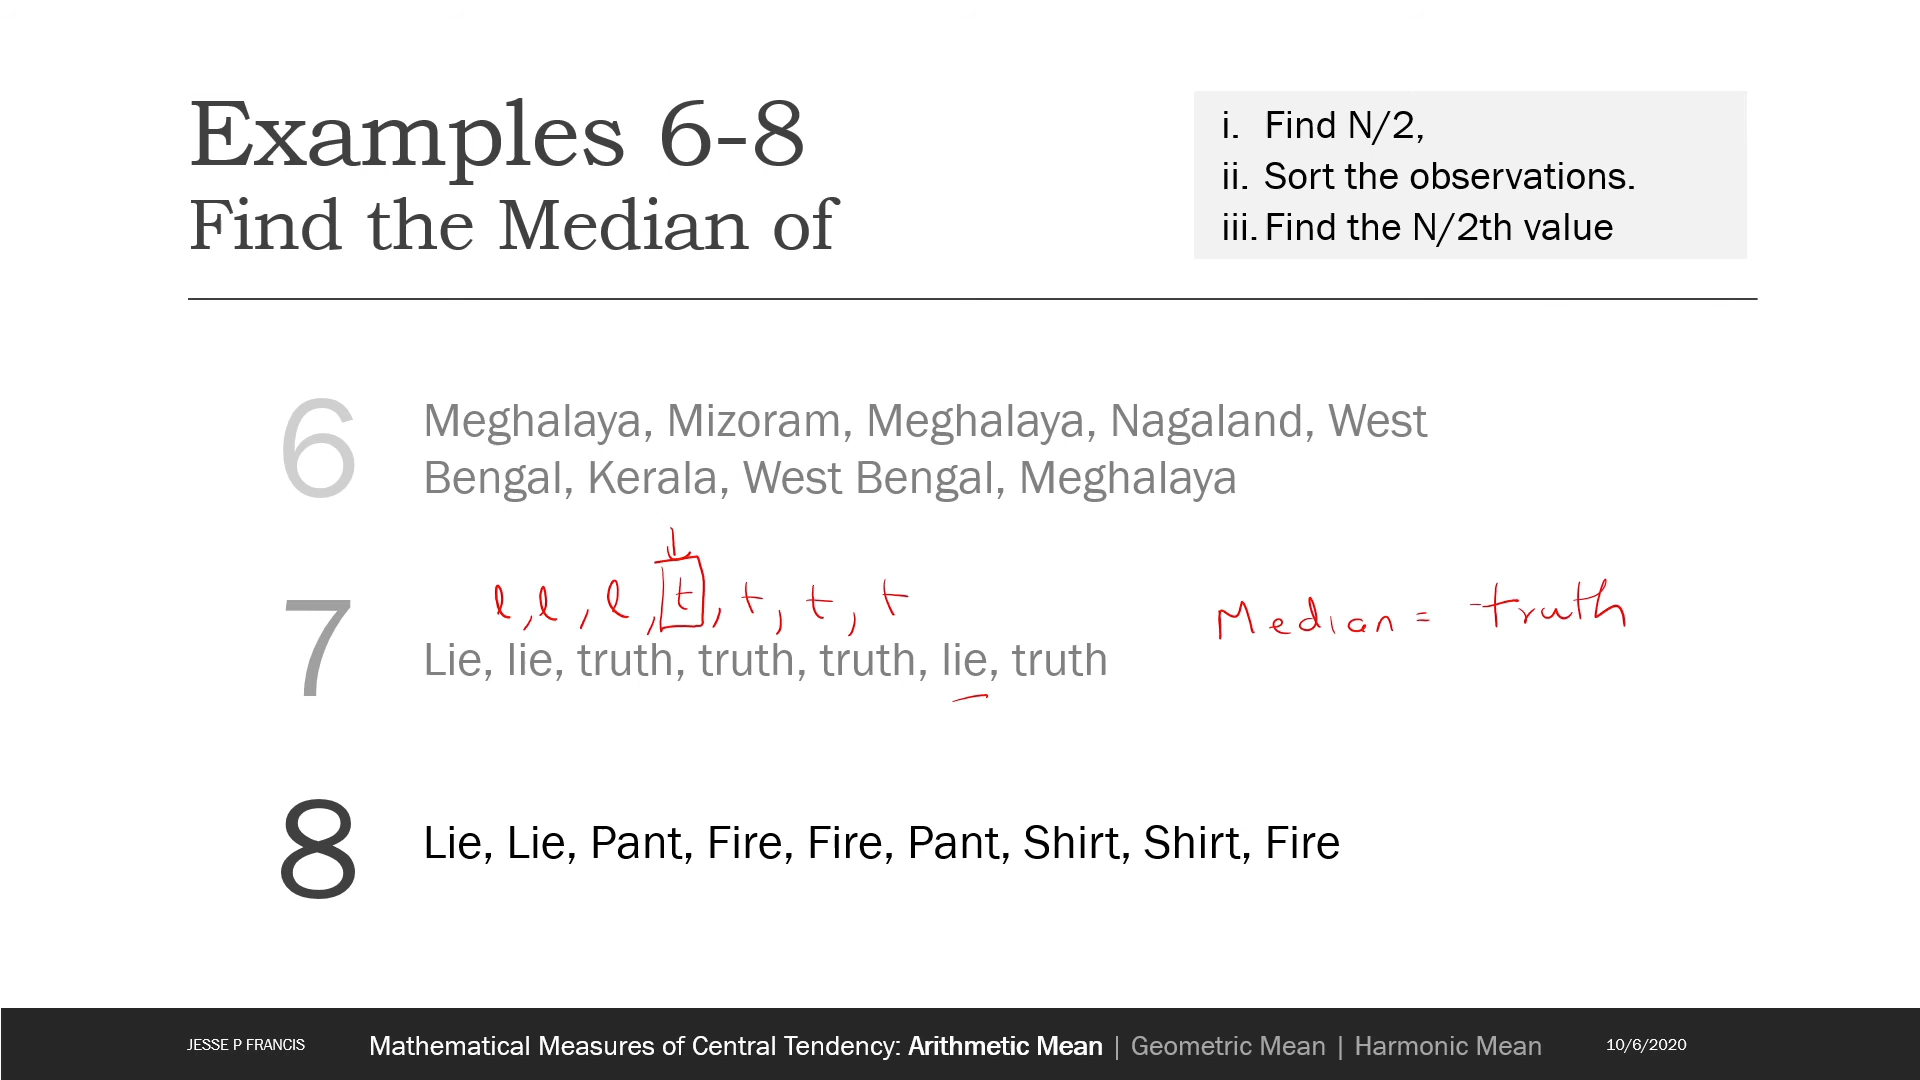 Examples 6-8
Find the Median of
i. Find N/2,
ii. Sort the observations.
iii. Find the N/2th value
6
Meghalaya, Mizoram, Meghalaya, Nagaland, West
Bengal, Kerala, West Bengal, Meghalaya
l, l, l, t, t, t, t
Median = truth
7
Lie, lie, truth, truth, truth, lie, truth
8
Lie, Lie, Pant, Fire, Fire, Pant, Shirt, Shirt, Fire
JESSE P FRANCIS
Mathematical Measures of Central Tendency: Arithmetic Mean | Geometric Mean | Harmonic Mean
10/6/2020